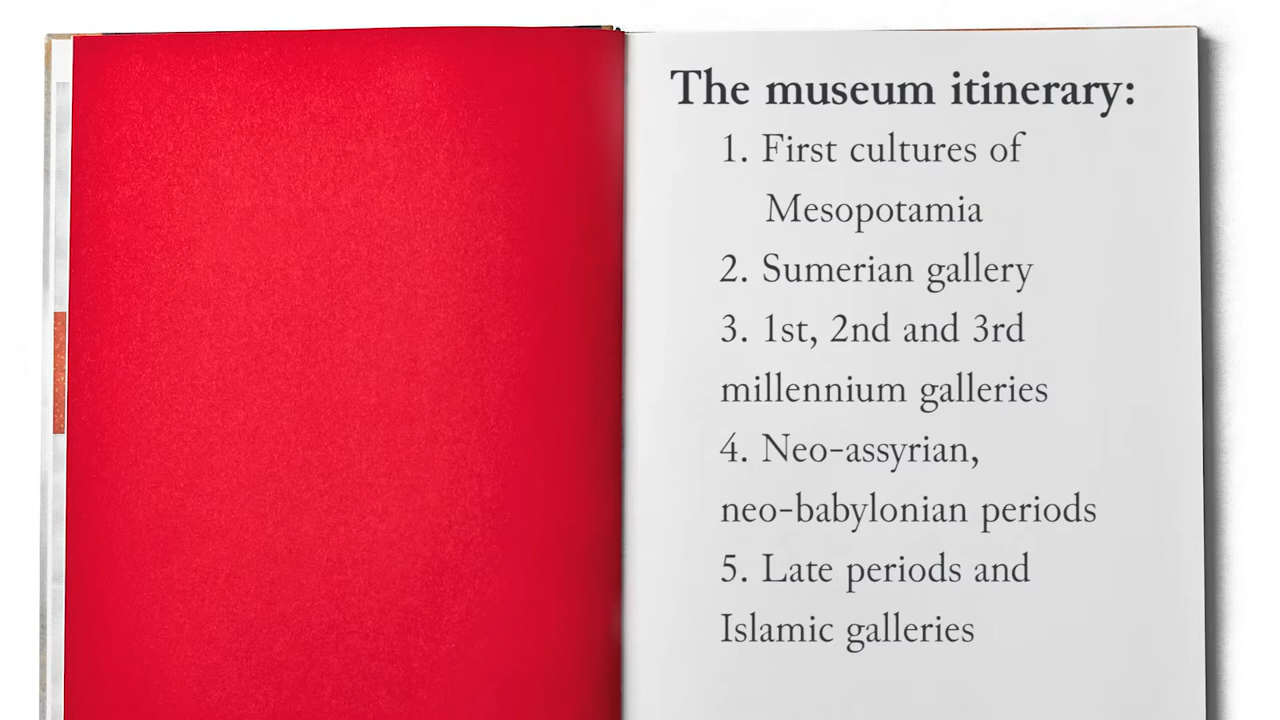 The museum itinerary:
1. First cultures of
Mesopotamia
2. Sumerian gallery
3. 1st, 2nd and 3rd
millennium galleries
4. Neo-assyrian,
neo-babylonian periods
5. Late periods and
Islamic galleries